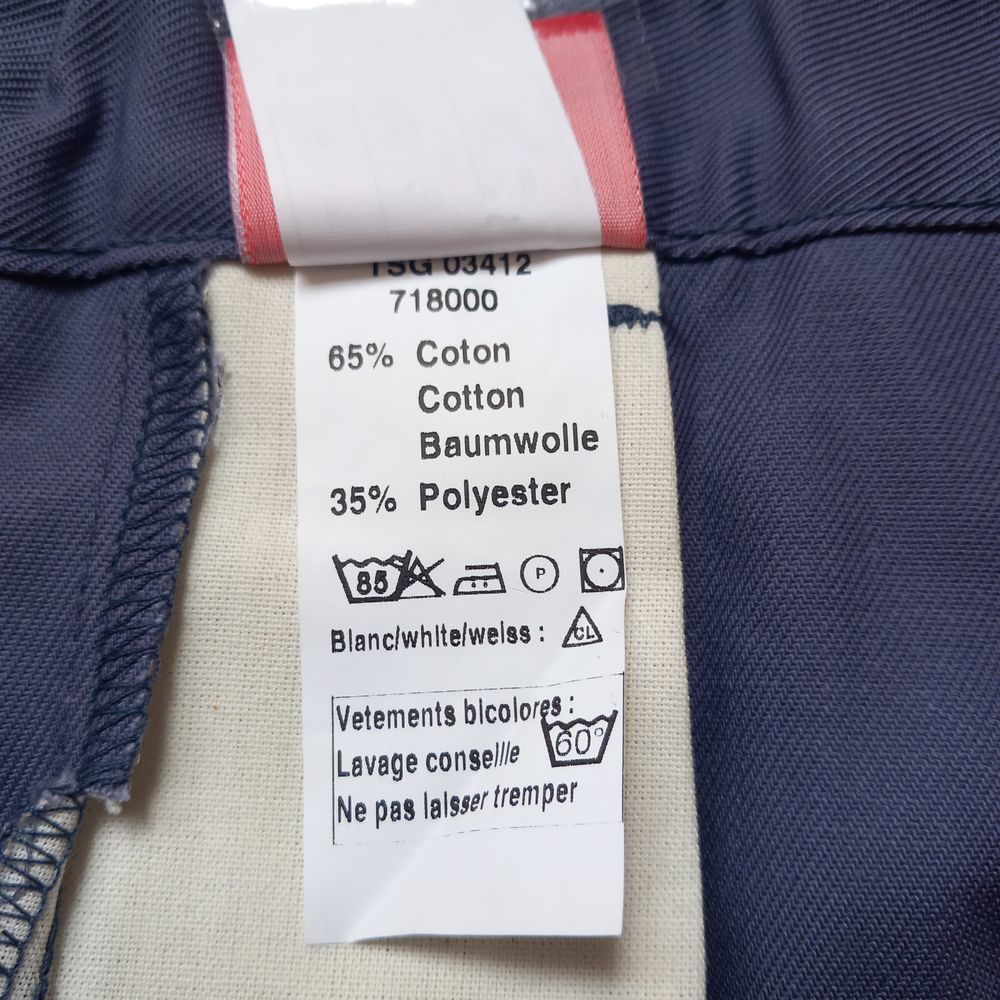 TSG 03412
718000
65% Coton
Cotton
Baumwolle
35% Polyester
85 P
Blanc/white/weiss : CL
Vetements bicolores :
Lavage conseille 60°
Ne pas laisser tremper